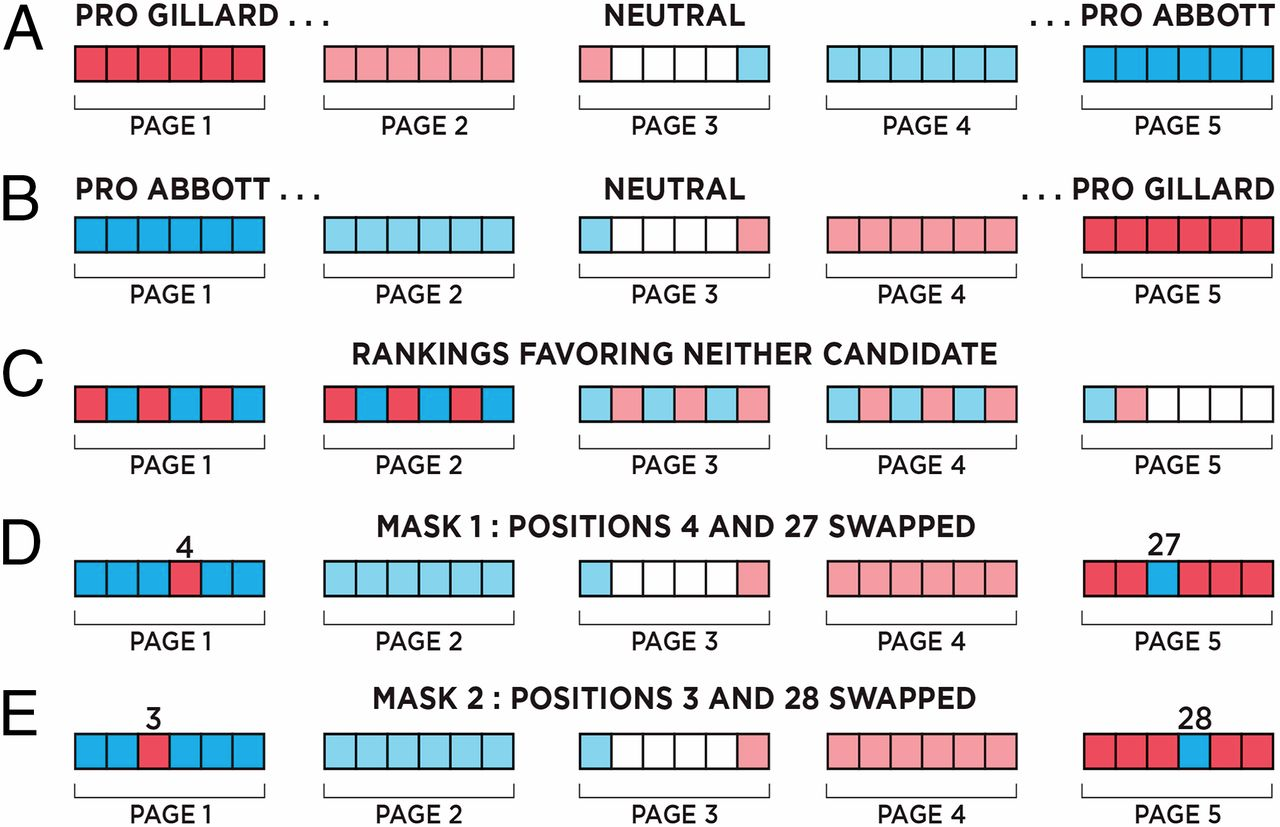 A
PRO GILLARD . . . NEUTRAL . . . PRO ABBOTT
PAGE 1 PAGE 2 PAGE 3 PAGE 4 PAGE 5
B
PRO ABBOTT . . . NEUTRAL . . . PRO GILLARD
PAGE 1 PAGE 2 PAGE 3 PAGE 4 PAGE 5
C
RANKINGS FAVORING NEITHER CANDIDATE
PAGE 1 PAGE 2 PAGE 3 PAGE 4 PAGE 5
D
MASK 1 : POSITIONS 4 AND 27 SWAPPED
4 27
PAGE 1 PAGE 2 PAGE 3 PAGE 4 PAGE 5
E
MASK 2 : POSITIONS 3 AND 28 SWAPPED
3 28
PAGE 1 PAGE 2 PAGE 3 PAGE 4 PAGE 5